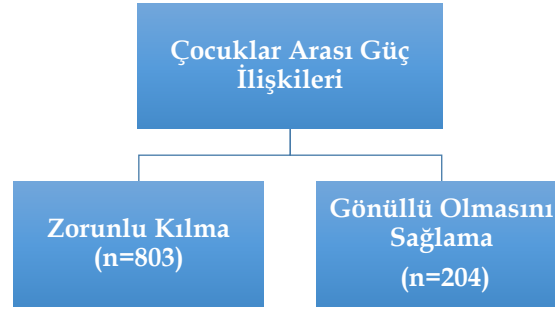 Çocuklar Arası Güç
İlişkileri
Zorunlu Kılma
(n=803)
Gönüllü Olmasını
Sağlama
(n=204)